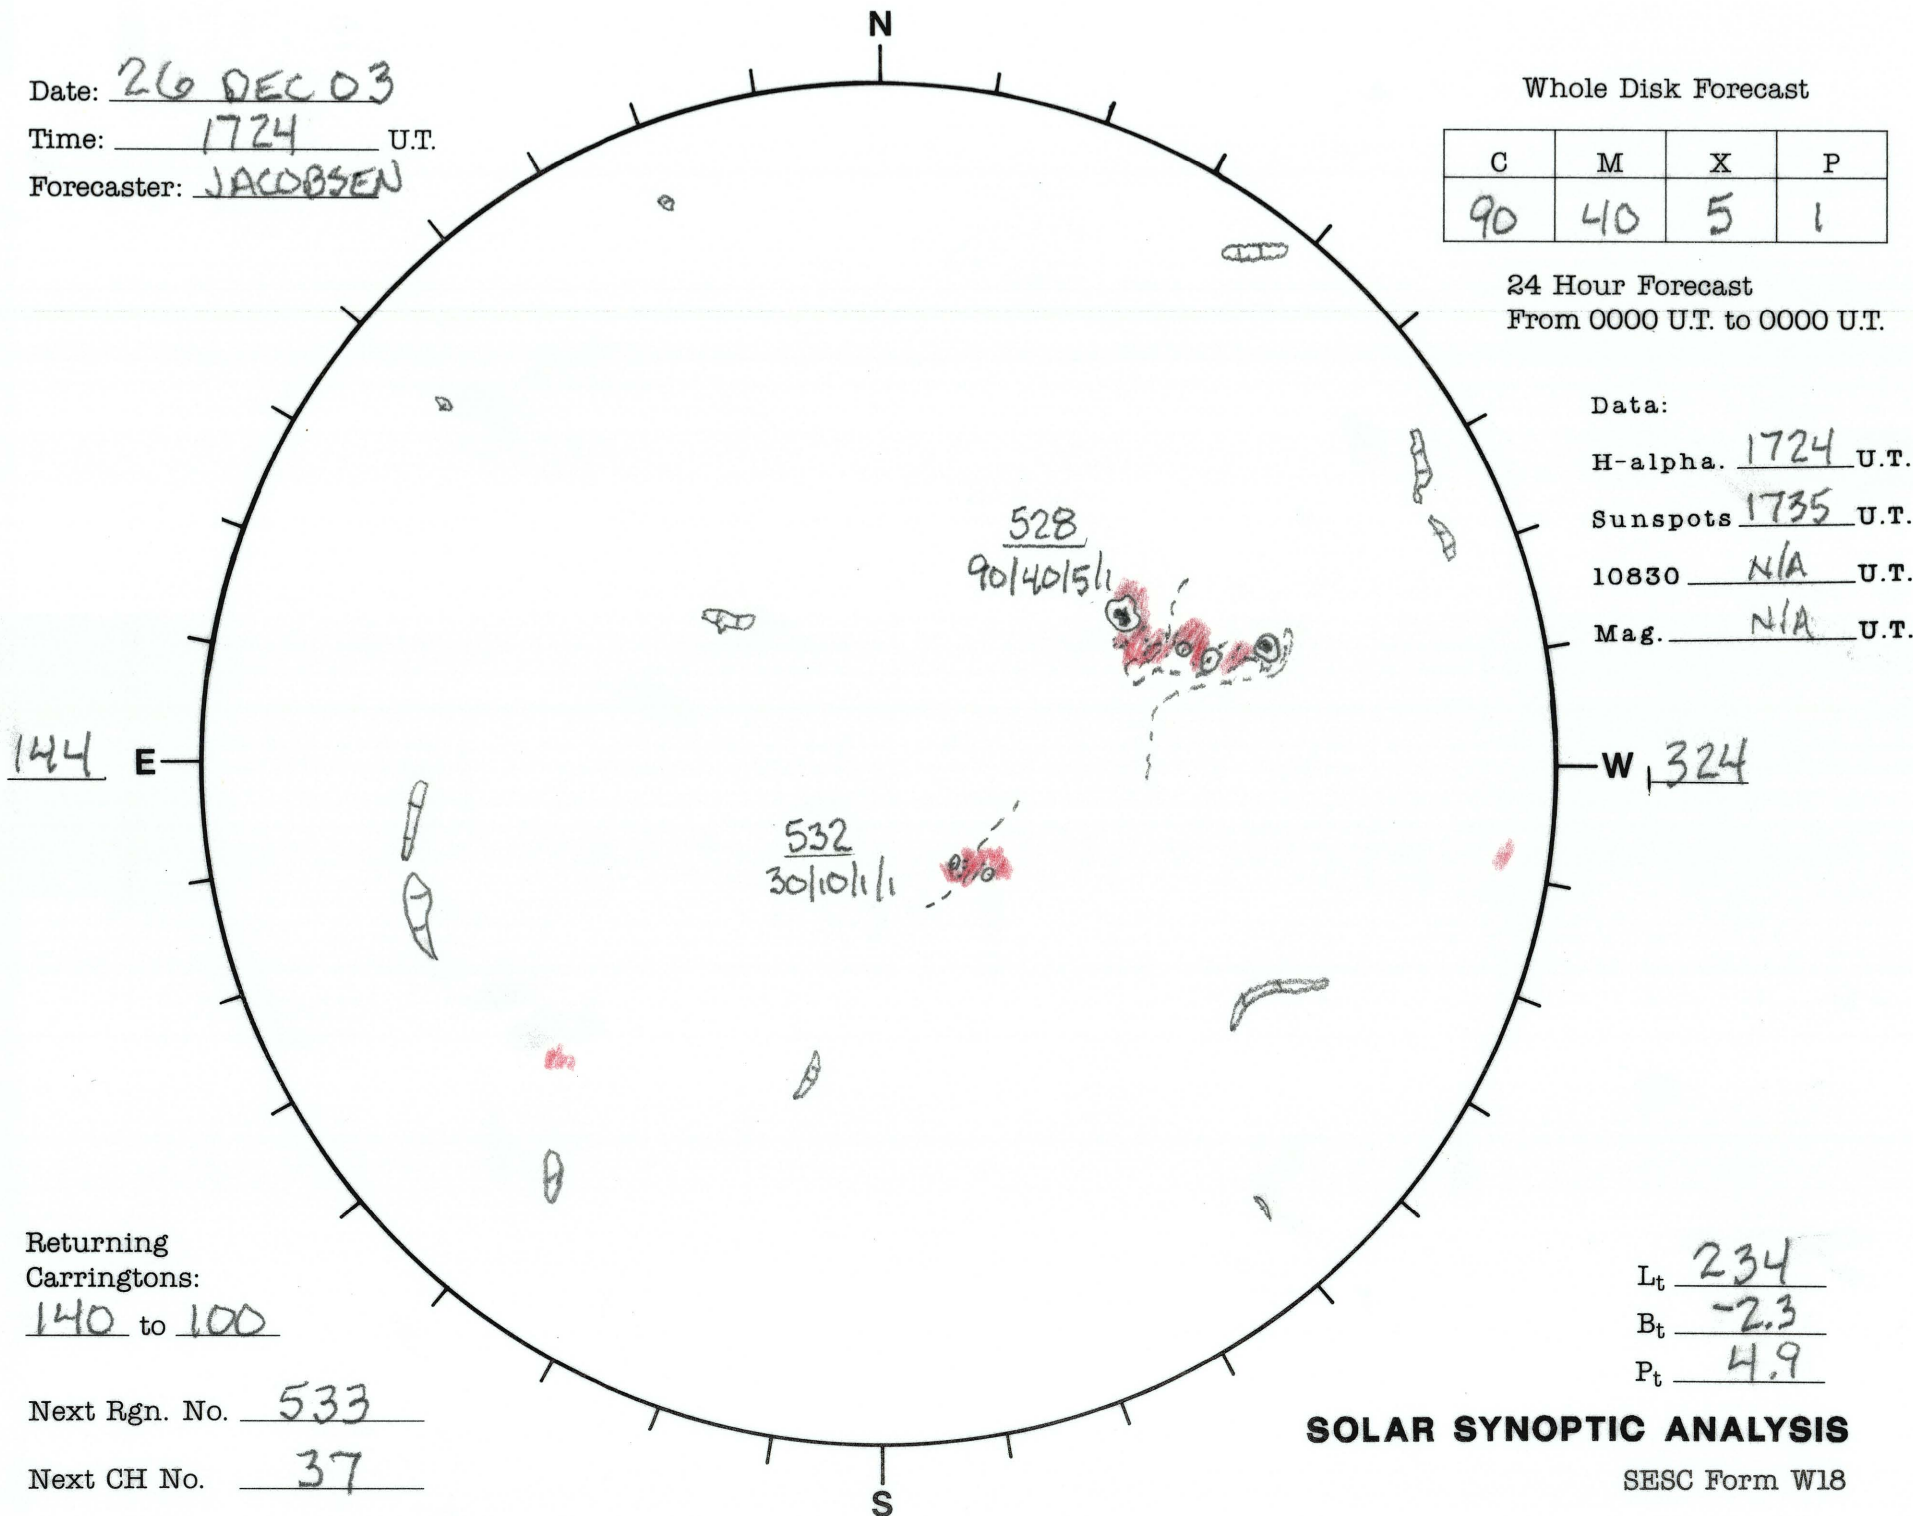 N
Date: 26 DEC 03
Time: 1724 U.T.
Forecaster: JACOBSEN
Whole Disk Forecast
C M X P
90 40 5 1
24 Hour Forecast
From 0000 U.T. to 0000 U.T.
Data:
H-alpha. 1724 U.T.
Sunspots 1735 U.T.
10830 N/A U.T.
Mag. N/A U.T.
528
90/40/5/1
144 E
W 324
532
30/10/1/1
Returning
Carringtons:
140 to 100
Next Rgn. No. 533
Next CH No. 37
Lt 234
Bt -2.3
Pt 4.9
SOLAR SYNOPTIC ANALYSIS
SESC Form W18
S